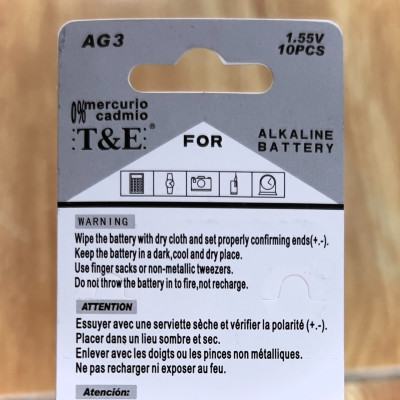 AG3
1.55V
10PCS
0% mercurio
cadmio
T&E®
FOR
ALKALINE
BATTERY
WARNING
Wipe the battery with dry cloth and set properly confirming ends(+.-).
Keep the battery in a dark,cool and dry place.
Use finger sacks or non-metallic tweezers.
Do not throw the battery in to fire,not recharge.
ATTENTION
Essuyer avec une serviette sèche et vérifier la polarité (+.-).
Placer dans un lieu sombre et sec.
Enlever avec les doigts ou les pinces non métalliques.
Ne pas recharger ni exposer au feu.
Atención: